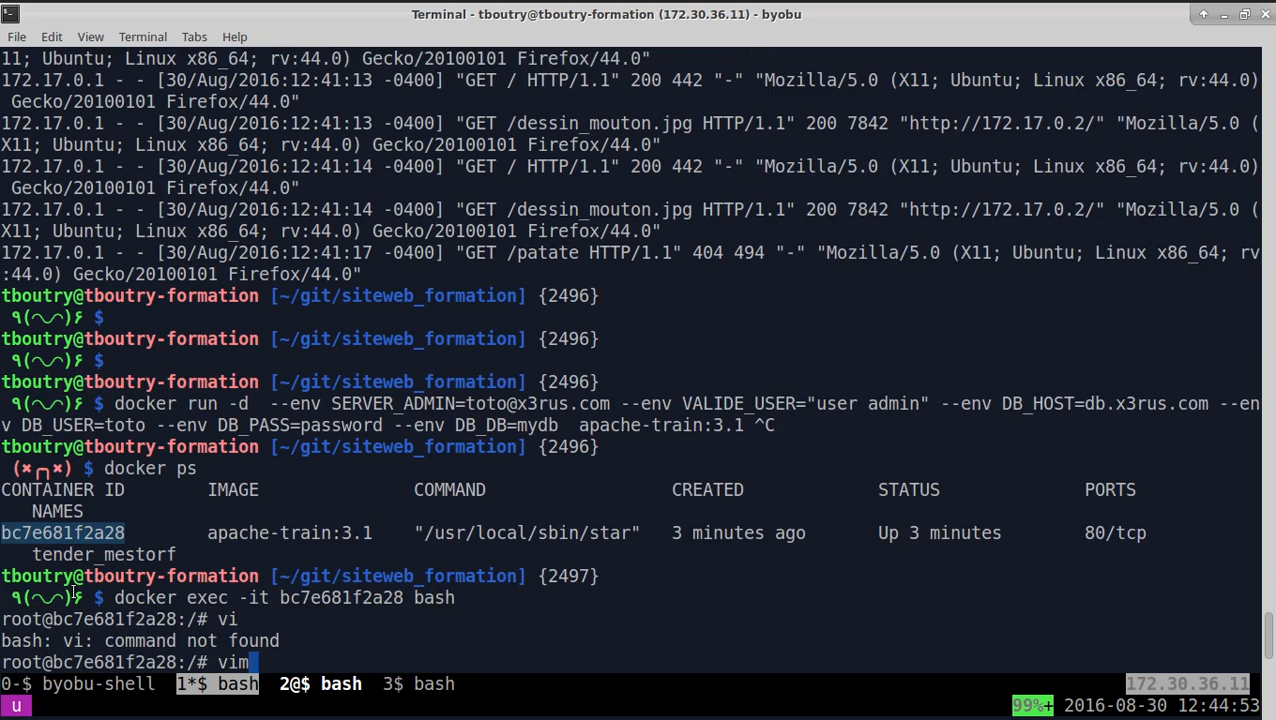 Terminal - tboutry@tboutry-formation (172.30.36.11) - byobu
File Edit View Terminal Tabs Help
11; Ubuntu; Linux x86_64; rv:44.0) Gecko/20100101 Firefox/44.0"
172.17.0.1 - - [30/Aug/2016:12:41:13 -0400] "GET / HTTP/1.1" 200 442 "-" "Mozilla/5.0 (X11; Ubuntu; Linux x86_64; rv:44.0)
Gecko/20100101 Firefox/44.0"
172.17.0.1 - - [30/Aug/2016:12:41:13 -0400] "GET /dessin_mouton.jpg HTTP/1.1" 200 7842 "http://172.17.0.2/" "Mozilla/5.0 (
X11; Ubuntu; Linux x86_64; rv:44.0) Gecko/20100101 Firefox/44.0"
172.17.0.1 - - [30/Aug/2016:12:41:14 -0400] "GET / HTTP/1.1" 200 442 "-" "Mozilla/5.0 (X11; Ubuntu; Linux x86_64; rv:44.0)
Gecko/20100101 Firefox/44.0"
172.17.0.1 - - [30/Aug/2016:12:41:14 -0400] "GET /dessin_mouton.jpg HTTP/1.1" 200 7842 "http://172.17.0.2/" "Mozilla/5.0 (
X11; Ubuntu; Linux x86_64; rv:44.0) Gecko/20100101 Firefox/44.0"
172.17.0.1 - - [30/Aug/2016:12:41:17 -0400] "GET /patate HTTP/1.1" 404 494 "-" "Mozilla/5.0 (X11; Ubuntu; Linux x86_64; rv
:44.0) Gecko/20100101 Firefox/44.0"
tboutry@tboutry-formation [~/git/siteweb_formation] {2496}
٩(◠◡◠)۶ $
tboutry@tboutry-formation [~/git/siteweb_formation] {2496}
٩(◠◡◠)۶ $
tboutry@tboutry-formation [~/git/siteweb_formation] {2496}
٩(◠◡◠)۶ $ docker run -d  --env SERVER_ADMIN=toto@x3rus.com --env VALIDE_USER="user admin" --env DB_HOST=db.x3rus.com --en
v DB_USER=toto --env DB_PASS=password --env DB_DB=mydb  apache-train:3.1 ^C
tboutry@tboutry-formation [~/git/siteweb_formation] {2496}
(✖╭╮✖) $ docker ps
CONTAINER ID IMAGE COMMAND CREATED STATUS PORTS
NAMES
bc7e681f2a28 apache-train:3.1 "/usr/local/sbin/star" 3 minutes ago Up 3 minutes 80/tcp
tender_mestorf
tboutry@tboutry-formation [~/git/siteweb_formation] {2497}
٩(◠◡◠)۶ $ docker exec -it bc7e681f2a28 bash
root@bc7e681f2a28:/# vi
bash: vi: command not found
root@bc7e681f2a28:/# vim
0-$ byobu-shell 1*$ bash 2@$ bash 3$ bash 172.30.36.11
u 99%+ 2016-08-30 12:44:53